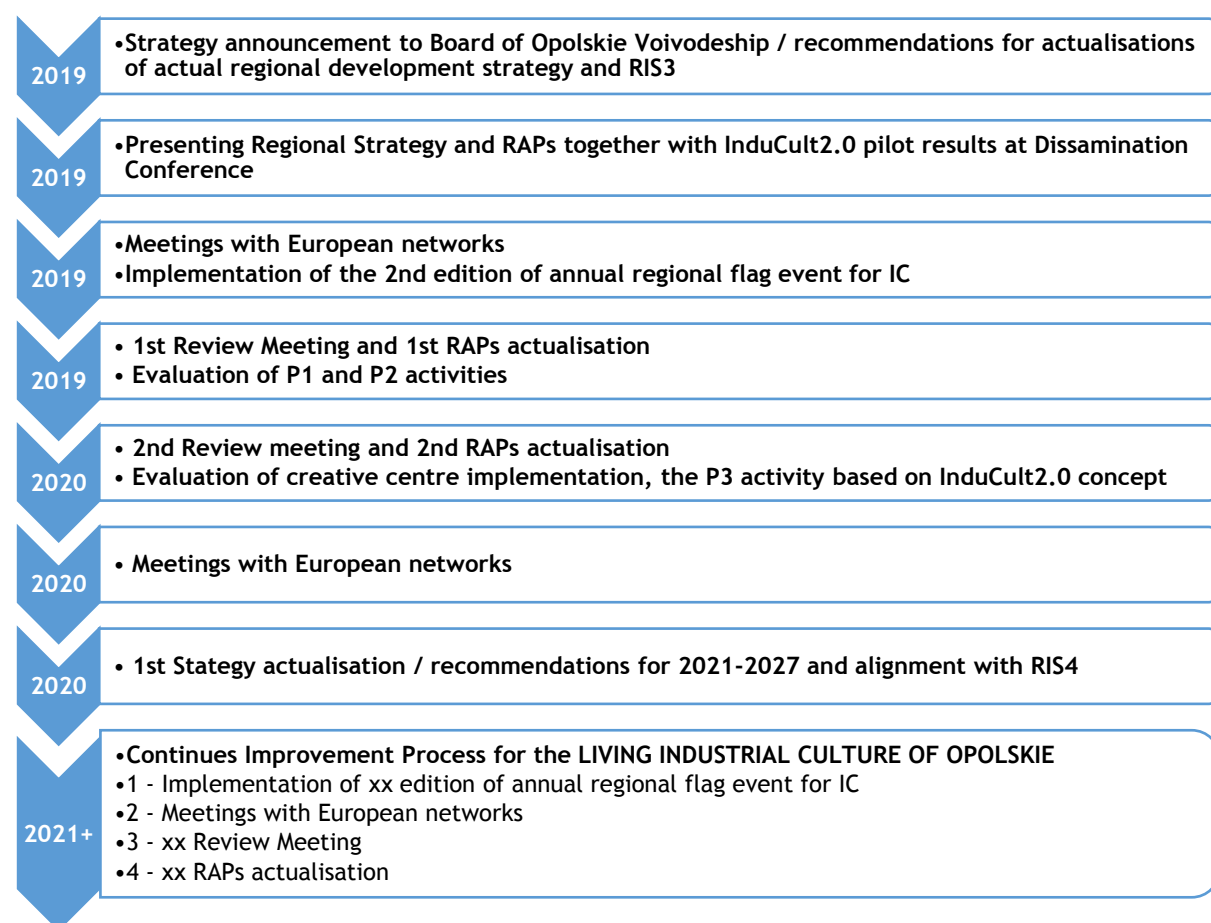 2019
•Strategy announcement to Board of Opolskie Voivodeship / recommendations for actualisations
of actual regional development strategy and RIS3
2019
•Presenting Regional Strategy and RAPs together with InduCult2.0 pilot results at Dissamination
Conference
2019
•Meetings with European networks
•Implementation of the 2nd edition of annual regional flag event for IC
2019
• 1st Review Meeting and 1st RAPs actualisation
• Evaluation of P1 and P2 activities
2020
• 2nd Review meeting and 2nd RAPs actualisation
• Evaluation of creative centre implementation, the P3 activity based on InduCult2.0 concept
2020
• Meetings with European networks
2020
• 1st Stategy actualisation / recommendations for 2021-2027 and alignment with RIS4
2021+
•Continues Improvement Process for the LIVING INDUSTRIAL CULTURE OF OPOLSKIE
•1 - Implementation of xx edition of annual regional flag event for IC
•2 - Meetings with European networks
•3 - xx Review Meeting
•4 - xx RAPs actualisation